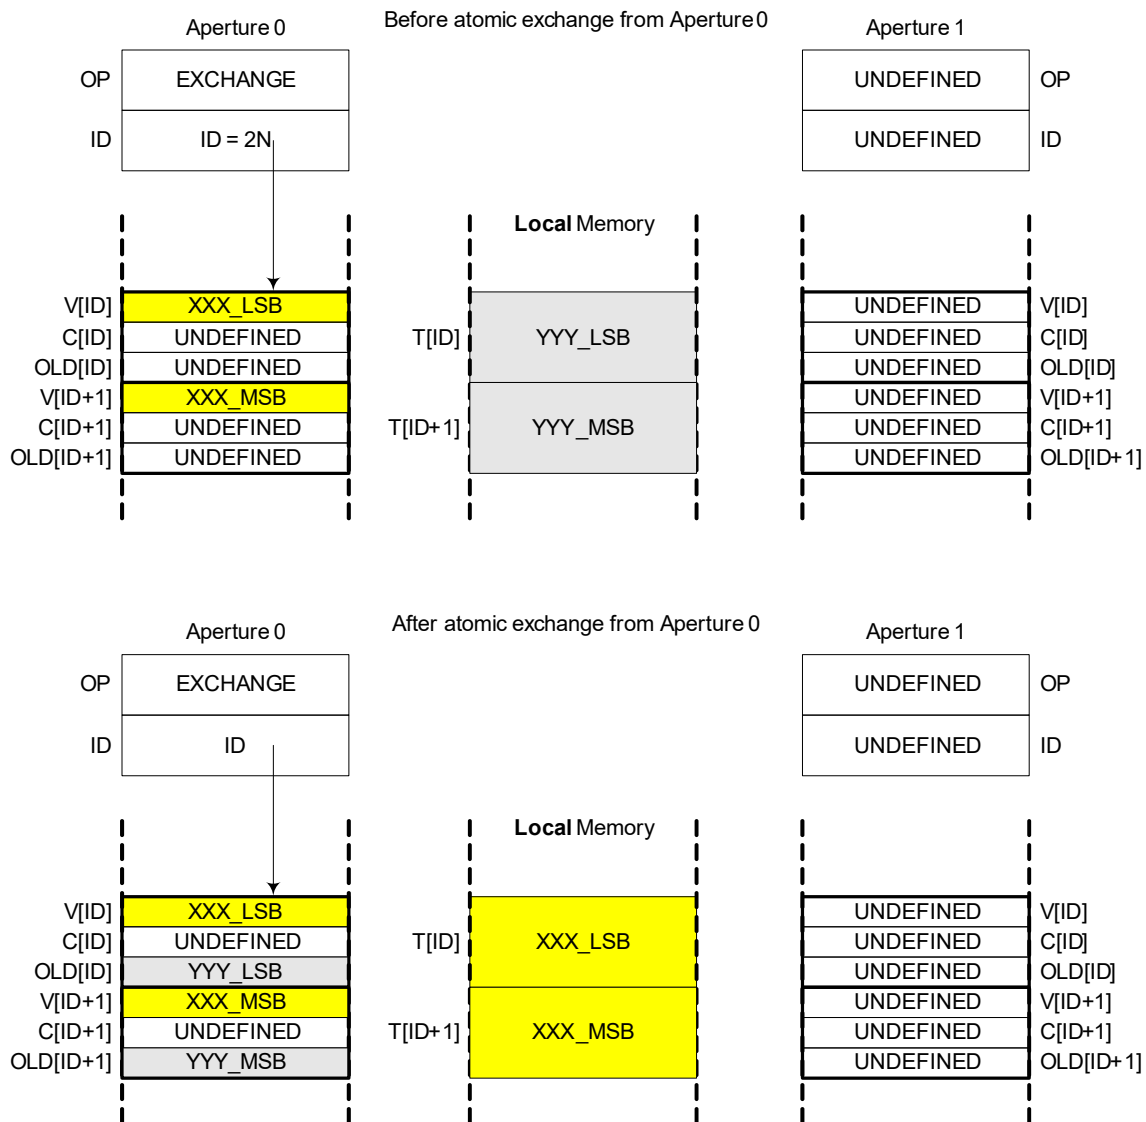 Before atomic exchange from Aperture 0
Aperture 0 Aperture 1
OP EXCHANGE UNDEFINED OP
ID ID = 2N UNDEFINED ID
Local Memory
V[ID] XXX_LSB UNDEFINED V[ID]
C[ID] UNDEFINED T[ID] YYY_LSB UNDEFINED C[ID]
OLD[ID] UNDEFINED UNDEFINED OLD[ID]
V[ID+1] XXX_MSB UNDEFINED V[ID+1]
C[ID+1] UNDEFINED T[ID+1] YYY_MSB UNDEFINED C[ID+1]
OLD[ID+1] UNDEFINED UNDEFINED OLD[ID+1]
After atomic exchange from Aperture 0
Aperture 0 Aperture 1
OP EXCHANGE UNDEFINED OP
ID ID UNDEFINED ID
Local Memory
V[ID] XXX_LSB UNDEFINED V[ID]
C[ID] UNDEFINED T[ID] XXX_LSB UNDEFINED C[ID]
OLD[ID] YYY_LSB UNDEFINED OLD[ID]
V[ID+1] XXX_MSB UNDEFINED V[ID+1]
C[ID+1] UNDEFINED T[ID+1] XXX_MSB UNDEFINED C[ID+1]
OLD[ID+1] YYY_MSB UNDEFINED OLD[ID+1]